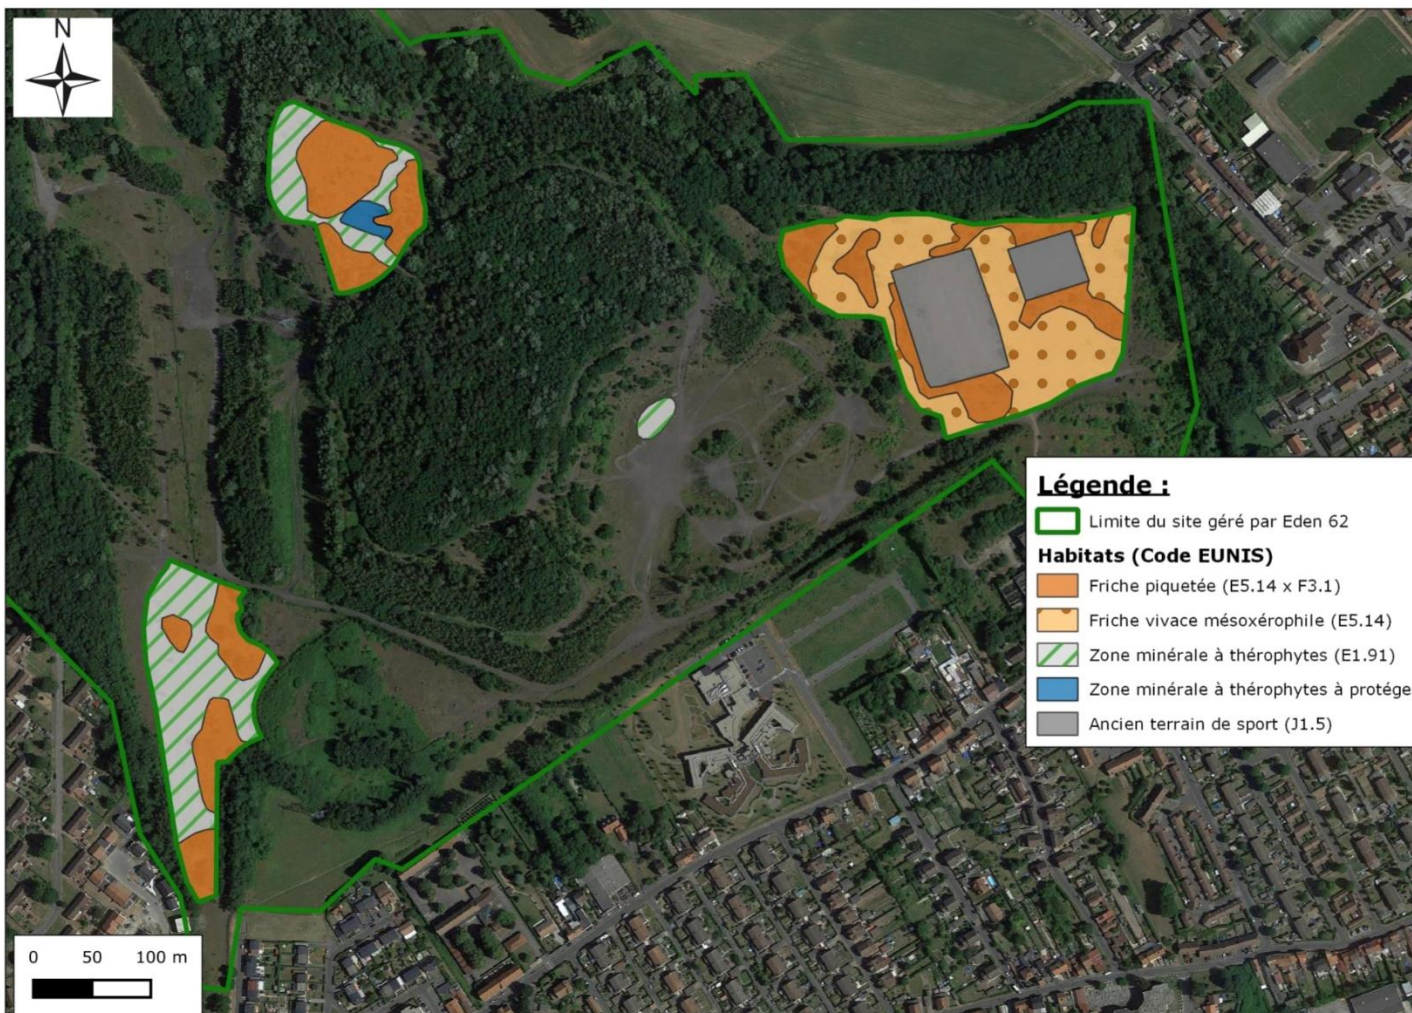 N
Légende :
Limite du site géré par Eden 62
Habitats (Code EUNIS)
Friche piquetée (E5.14 x F3.1)
Friche vivace mésoxérophile (E5.14)
Zone minérale à thérophytes (E1.91)
Zone minérale à thérophytes à protége
Ancien terrain de sport (J1.5)
0 50 100 m